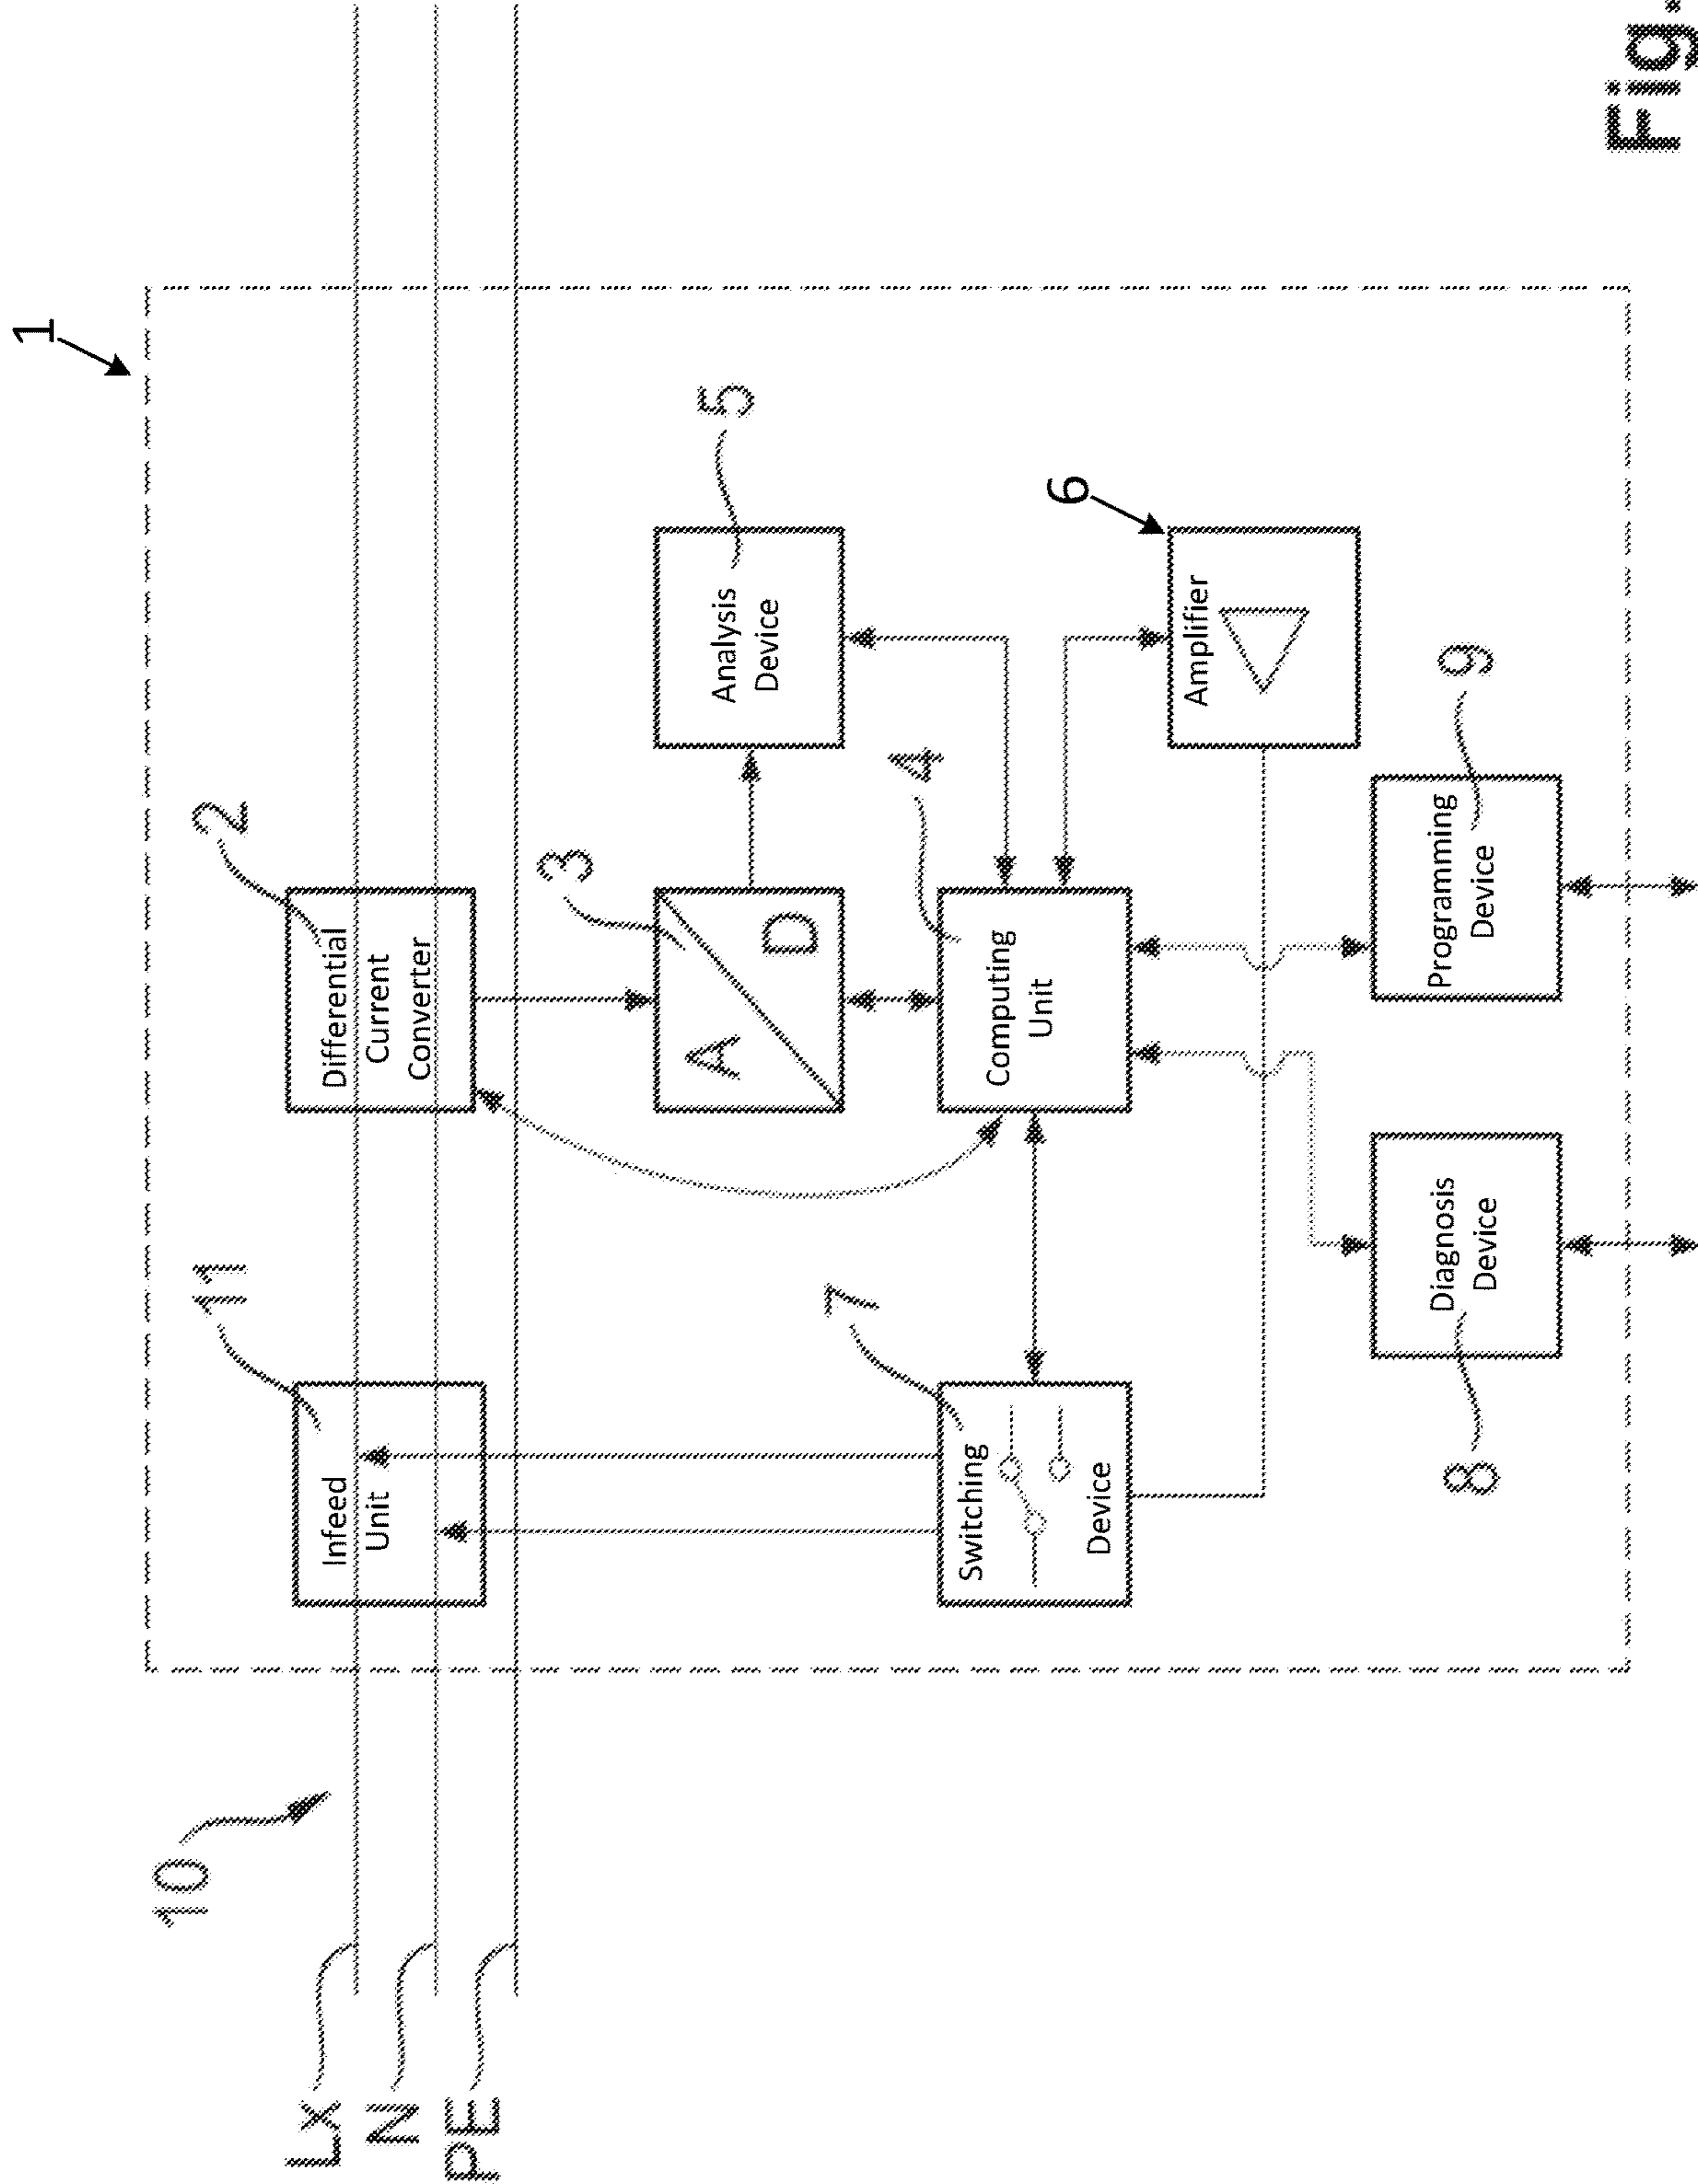 1
10
11
2
Lx
N
PE
Infeed
Unit
Differential
Current
Converter
3
5
A
D
Analysis
Device
7
4
6
Switching
Device
Computing
Unit
Amplifier
9
8
Diagnosis
Device
Programming
Device
Fig.